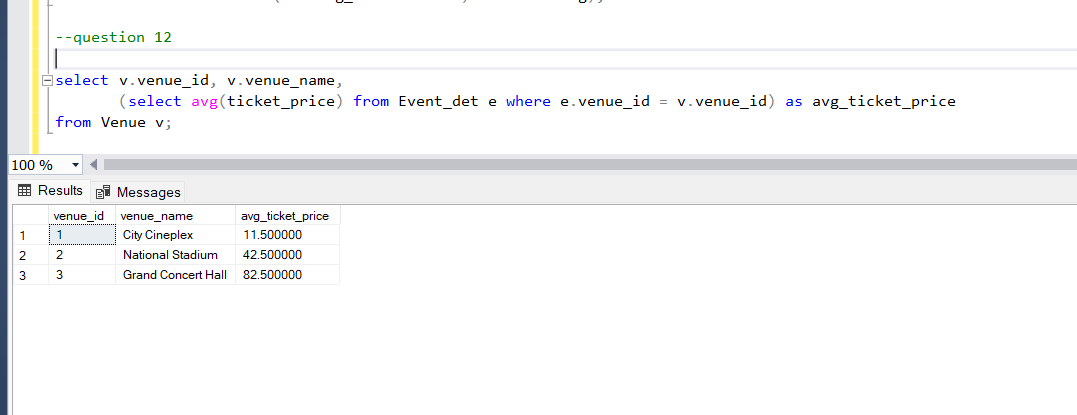 --question 12
select v.venue_id, v.venue_name,
(select avg(ticket_price) from Event_det e where e.venue_id = v.venue_id) as avg_ticket_price
from Venue v;
100 %
Results Messages
venue_id venue_name avg_ticket_price
1 1 City Cineplex 11.500000
2 2 National Stadium 42.500000
3 3 Grand Concert Hall 82.500000